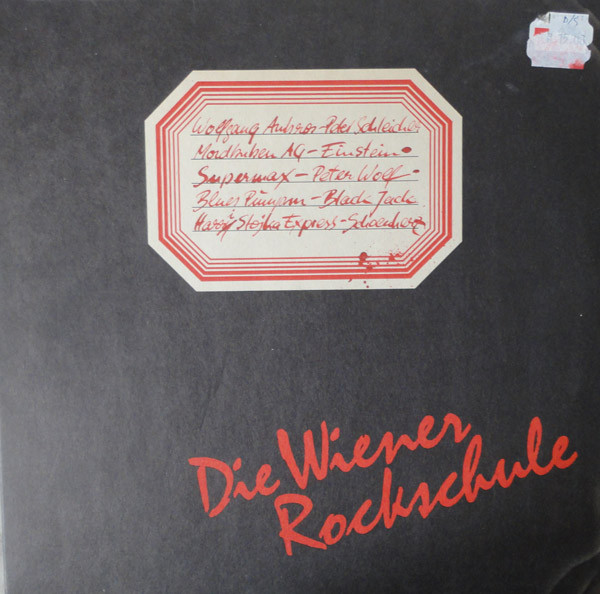 Wolfgang Ambros - Peter Schleicher
Mordbuben AG - Einstein
Supermax - Peter Wolf -
Blues Pumpm - Black Jack
Harri Stojka Express - Schoenherz
Die Wiener
Rockschule